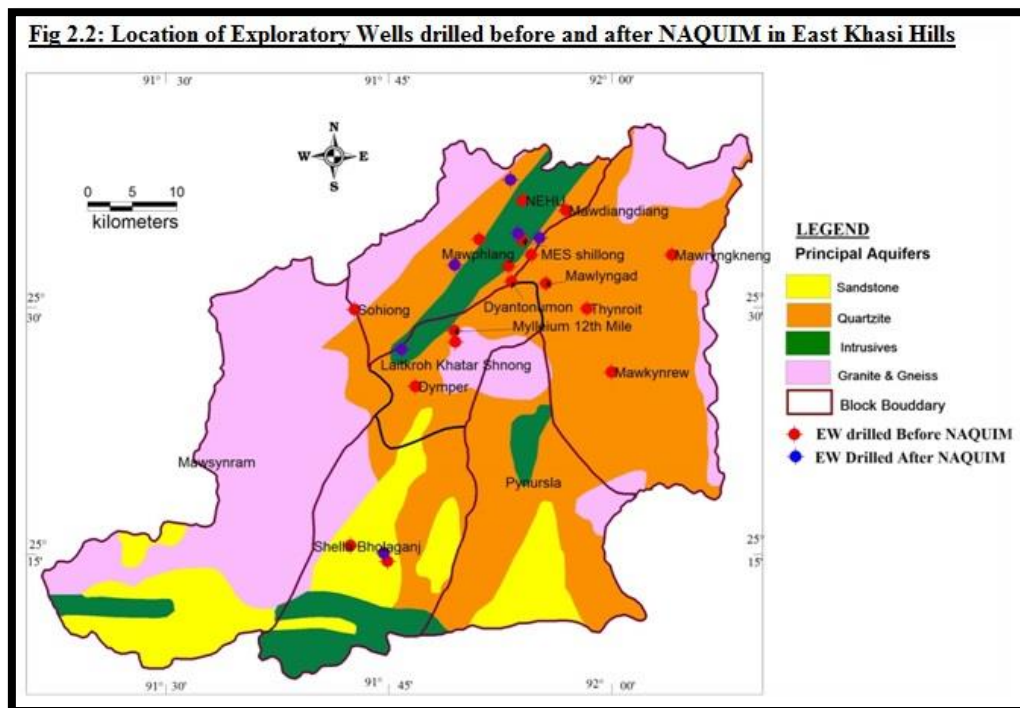 Fig 2.2: Location of Exploratory Wells drilled before and after NAQUIM in East Khasi Hills
91° 30' 91° 45' 92° 00'
N
W E
S
0 5 10
kilometers
NEHU
Mawdiangdiang
Mawphlang
MES shillong
Mawryngkneng
Mawlyngad
25° 30'
25° 30'
Sohiong
Dyantonumon
Thynroit
Mylleium 12th Mile
Laitkroh Khatar Shnong
Dymper
Mawkynrew
Mawsynram
Pynursla
Shella Bholaganj
25° 15'
25° 15'
91° 30' 91° 45' 92° 00'
LEGEND
Principal Aquifers
Sandstone
Quartzite
Intrusives
Granite & Gneiss
Block Bouddary
EW drilled Before NAQUIM
EW Drilled After NAQUIM